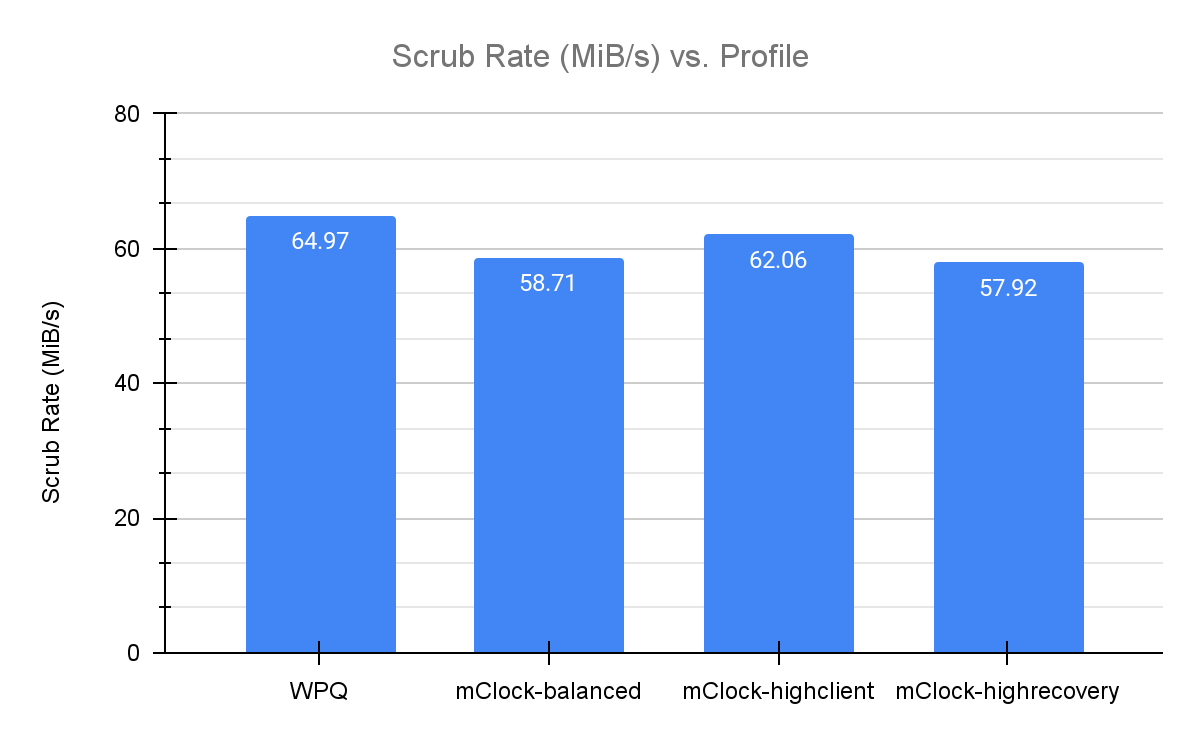 Scrub Rate (MiB/s) vs. Profile
Scrub Rate (MiB/s)
80
60
40
20
0
64.97
58.71
62.06
57.92
WPQ
mClock-balanced
mClock-highclient
mClock-highrecovery